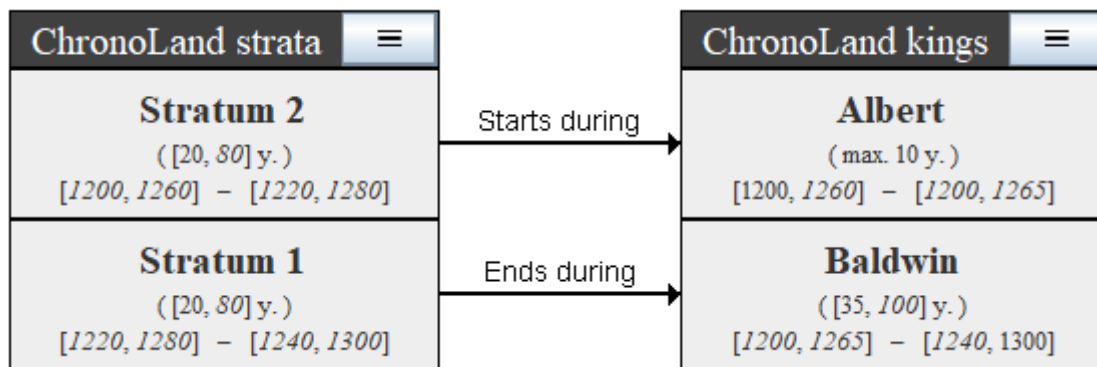 ChronoLand strata ≡
Stratum 2
( [20, 80] y. )
[1200, 1260] – [1220, 1280]
Stratum 1
( [20, 80] y. )
[1220, 1280] – [1240, 1300]
Starts during
Ends during
ChronoLand kings ≡
Albert
( max. 10 y. )
[1200, 1260] – [1200, 1265]
Baldwin
( [35, 100] y. )
[1200, 1265] – [1240, 1300]